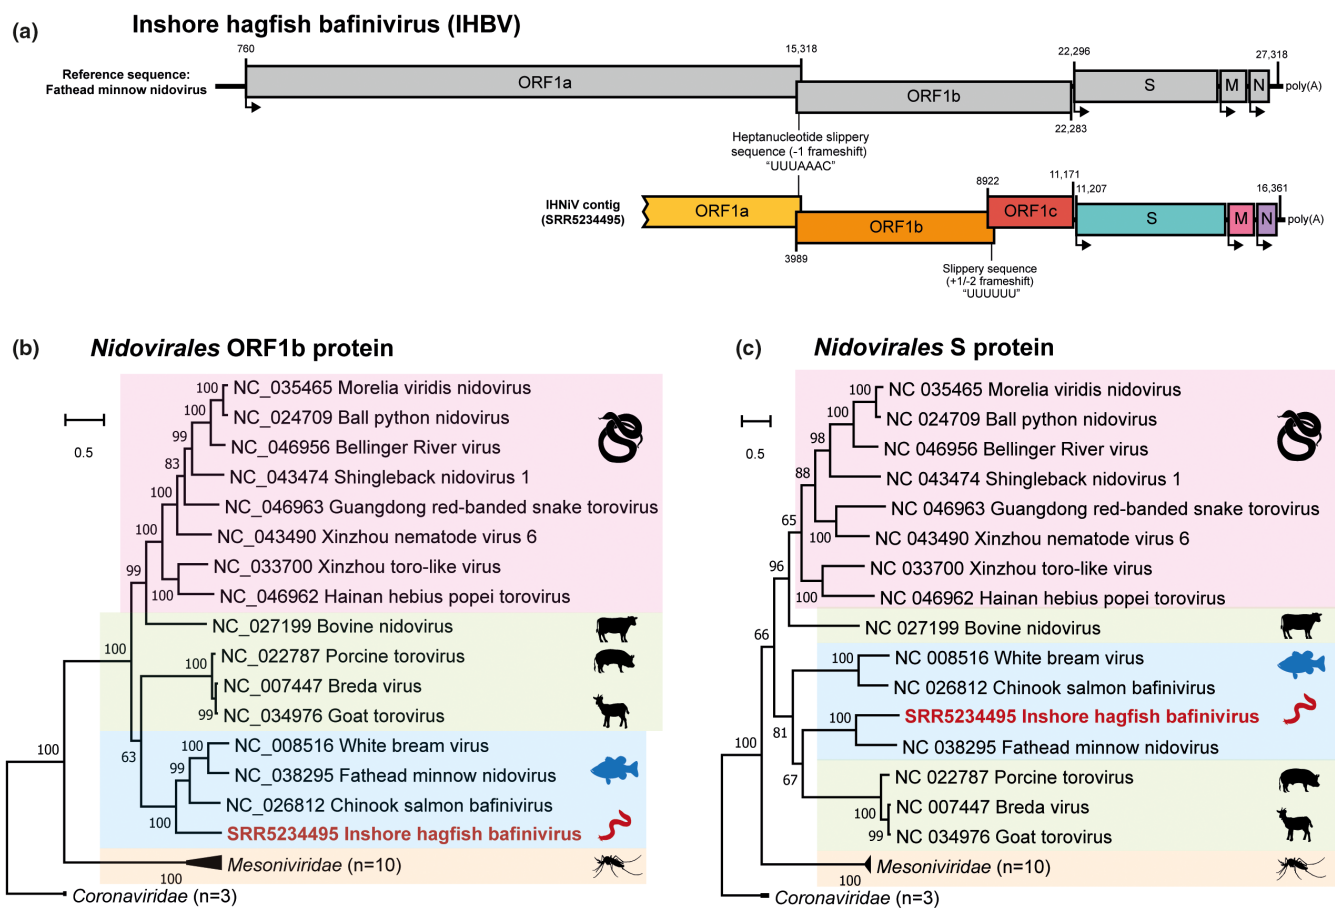 (a)
Inshore hagfish bafinivirus (IHBV)
760
15,318
22,296
27,318
Reference sequence:
Fathead minnow nidovirus
ORF1a
ORF1b
S
M
N
poly(A)
22,283
Heptanucleotide slippery
sequence (-1 frameshift)
"UUUAAAC"
8922
11,171
11,207
16,361
IHNiV contig
(SRR5234495)
ORF1a
ORF1b
ORF1c
S
M
N
poly(A)
3989
Slippery sequence
(+1/-2 frameshift)
"UUUUUU"
(b)
Nidovirales ORF1b protein
0.5
100
NC_035465 Morelia viridis nidovirus
100
NC_024709 Ball python nidovirus
99
NC_046956 Bellinger River virus
83
NC_043474 Shingleback nidovirus 1
100
NC_046963 Guangdong red-banded snake torovirus
100
NC_043490 Xinzhou nematode virus 6
99
NC_033700 Xinzhou toro-like virus
100
NC_046962 Hainan hebius popei torovirus
NC_027199 Bovine nidovirus
100
100
NC_022787 Porcine torovirus
NC_007447 Breda virus
99
NC_034976 Goat torovirus
100
63
100
NC_008516 White bream virus
99
NC_038295 Fathead minnow nidovirus
NC_026812 Chinook salmon bafinivirus
100
SRR5234495 Inshore hagfish bafinivirus
100
Mesoniviridae (n=10)
Coronaviridae (n=3)
(c)
Nidovirales S protein
0.5
100
NC 035465 Morelia viridis nidovirus
100
NC 024709 Ball python nidovirus
98
NC 046956 Bellinger River virus
88
NC 043474 Shingleback nidovirus 1
65
NC 046963 Guangdong red-banded snake torovirus
100
NC 043490 Xinzhou nematode virus 6
96
NC 033700 Xinzhou toro-like virus
100
NC 046962 Hainan hebius popei torovirus
NC 027199 Bovine nidovirus
66
100
NC 008516 White bream virus
NC 026812 Chinook salmon bafinivirus
100
SRR5234495 Inshore hagfish bafinivirus
81
100
NC 038295 Fathead minnow nidovirus
67
NC 022787 Porcine torovirus
100
NC 007447 Breda virus
99
NC 034976 Goat torovirus
100
Mesoniviridae (n=10)
Coronaviridae (n=3)